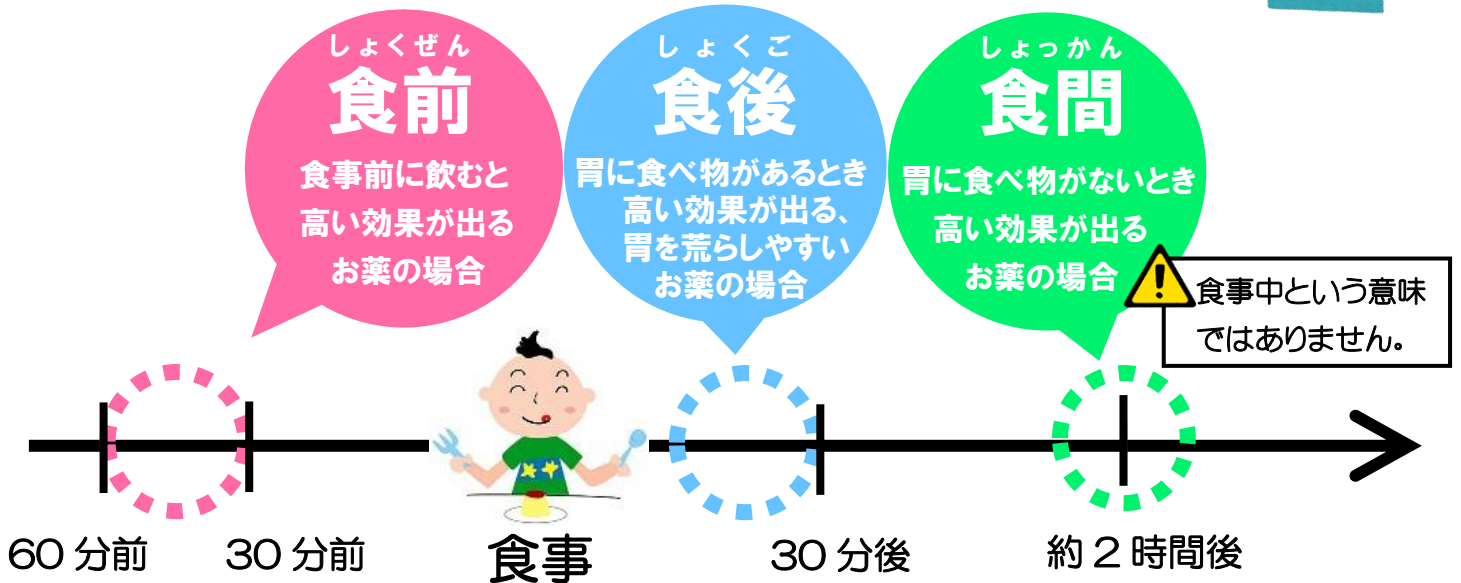 しょくぜん
食前
食事前に飲むと
高い効果が出る
お薬の場合
しょくご
食後
胃に食べ物があるとき
高い効果が出る、
胃を荒らしやすい
お薬の場合
しょっかん
食間
胃に食べ物がないとき
高い効果が出る
お薬の場合
食事中という意味
ではありません。
60分前
30分前
食事
30分後
約2時間後